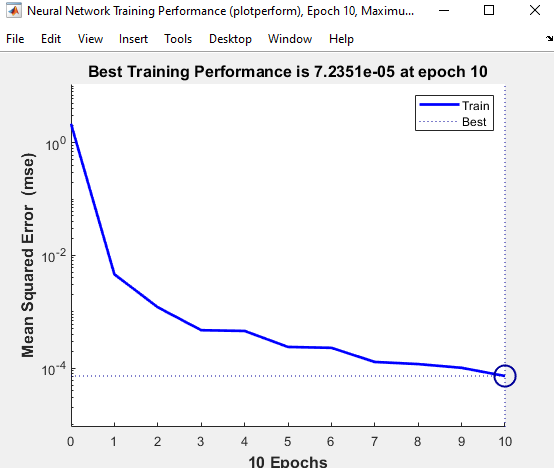 Neural Network Training Performance (plotperform), Epoch 10, Maximu...
File Edit View Insert Tools Desktop Window Help
Best Training Performance is 7.2351e-05 at epoch 10
Train
Best
10^0
10^-2
10^-4
Mean Squared Error (mse)
0 1 2 3 4 5 6 7 8 9 10
10 Epochs